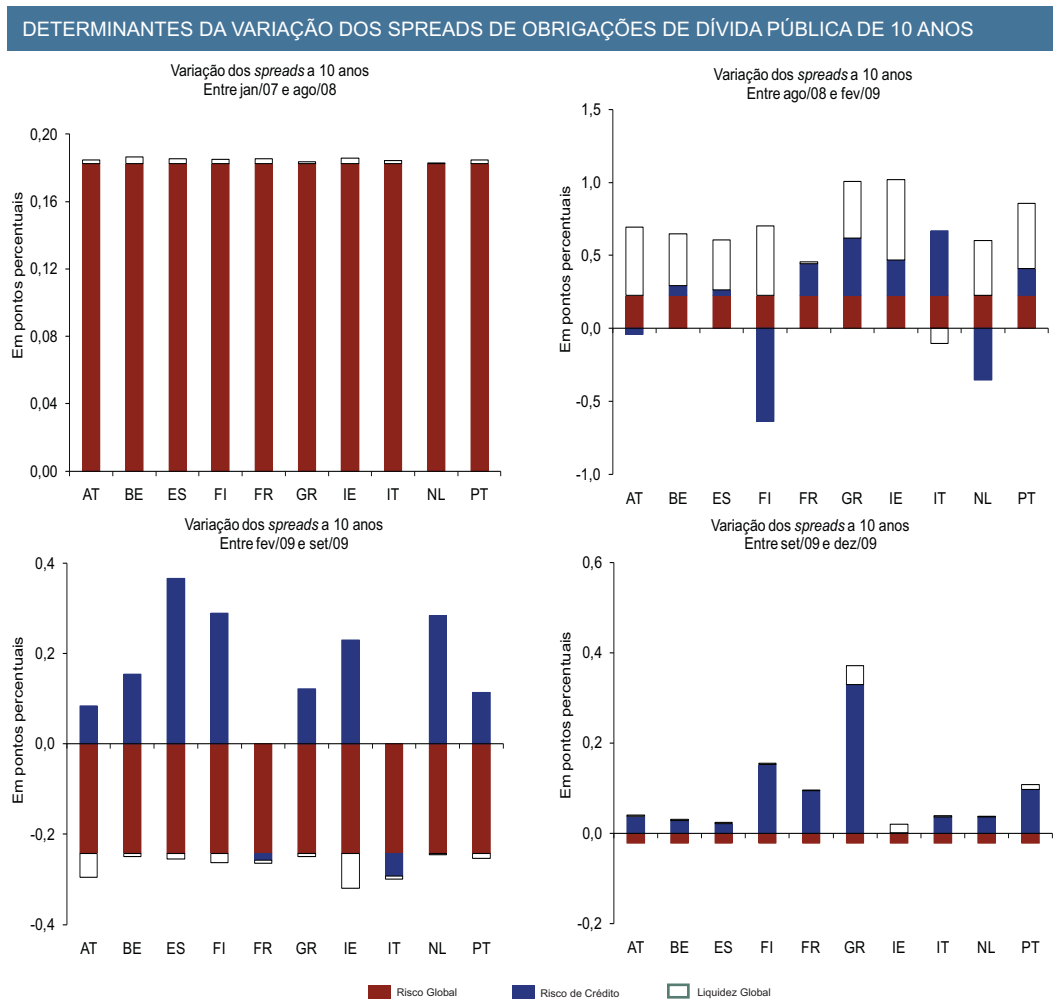 DETERMINANTES DA VARIAÇÃO DOS SPREADS DE OBRIGAÇÕES DE DÍVIDA PÚBLICA DE 10 ANOS
Variação dos spreads a 10 anos
Entre jan/07 e ago/08
Em pontos percentuais
0,20
0,16
0,12
0,08
0,04
0,00
AT BE ES FI FR GR IE IT NL PT
Variação dos spreads a 10 anos
Entre ago/08 e fev/09
Em pontos percentuais
1,5
1,0
0,5
0,0
-0,5
-1,0
AT BE ES FI FR GR IE IT NL PT
Variação dos spreads a 10 anos
Entre fev/09 e set/09
Em pontos percentuais
0,4
0,2
0,0
-0,2
-0,4
AT BE ES FI FR GR IE IT NL PT
Variação dos spreads a 10 anos
Entre set/09 e dez/09
Em pontos percentuais
0,6
0,4
0,2
0,0
-0,2
AT BE ES FI FR GR IE IT NL PT
Risco Global Risco de Crédito Liquidez Global